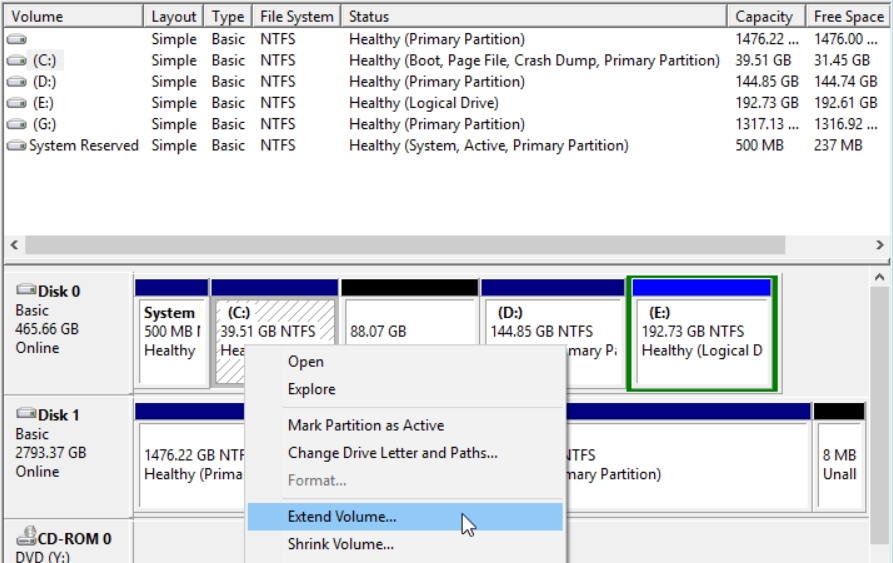 Volume Layout Type File System Status Capacity Free Space
Simple Basic NTFS Healthy (Primary Partition) 1476.22 ... 1476.00 ...
(C:) Simple Basic NTFS Healthy (Boot, Page File, Crash Dump, Primary Partition) 39.51 GB 31.45 GB
(D:) Simple Basic NTFS Healthy (Primary Partition) 144.85 GB 144.74 GB
(E:) Simple Basic NTFS Healthy (Logical Drive) 192.73 GB 192.61 GB
(G:) Simple Basic NTFS Healthy (Primary Partition) 1317.13 ... 1316.92 ...
System Reserved Simple Basic NTFS Healthy (System, Active, Primary Partition) 500 MB 237 MB
Disk 0
Basic
465.66 GB
Online
System
500 MB N
Healthy
(C:)
39.51 GB NTFS
Hea
88.07 GB
(D:)
144.85 GB NTFS
mary Pa
(E:)
192.73 GB NTFS
Healthy (Logical D
Open
Explore
Mark Partition as Active
Change Drive Letter and Paths...
Format...
Extend Volume...
Shrink Volume...
Disk 1
Basic
2793.37 GB
Online
1476.22 GB NTF
Healthy (Prima
NTFS
mary Partition)
8 MB
Unall
CD-ROM 0
DVD (Y:)